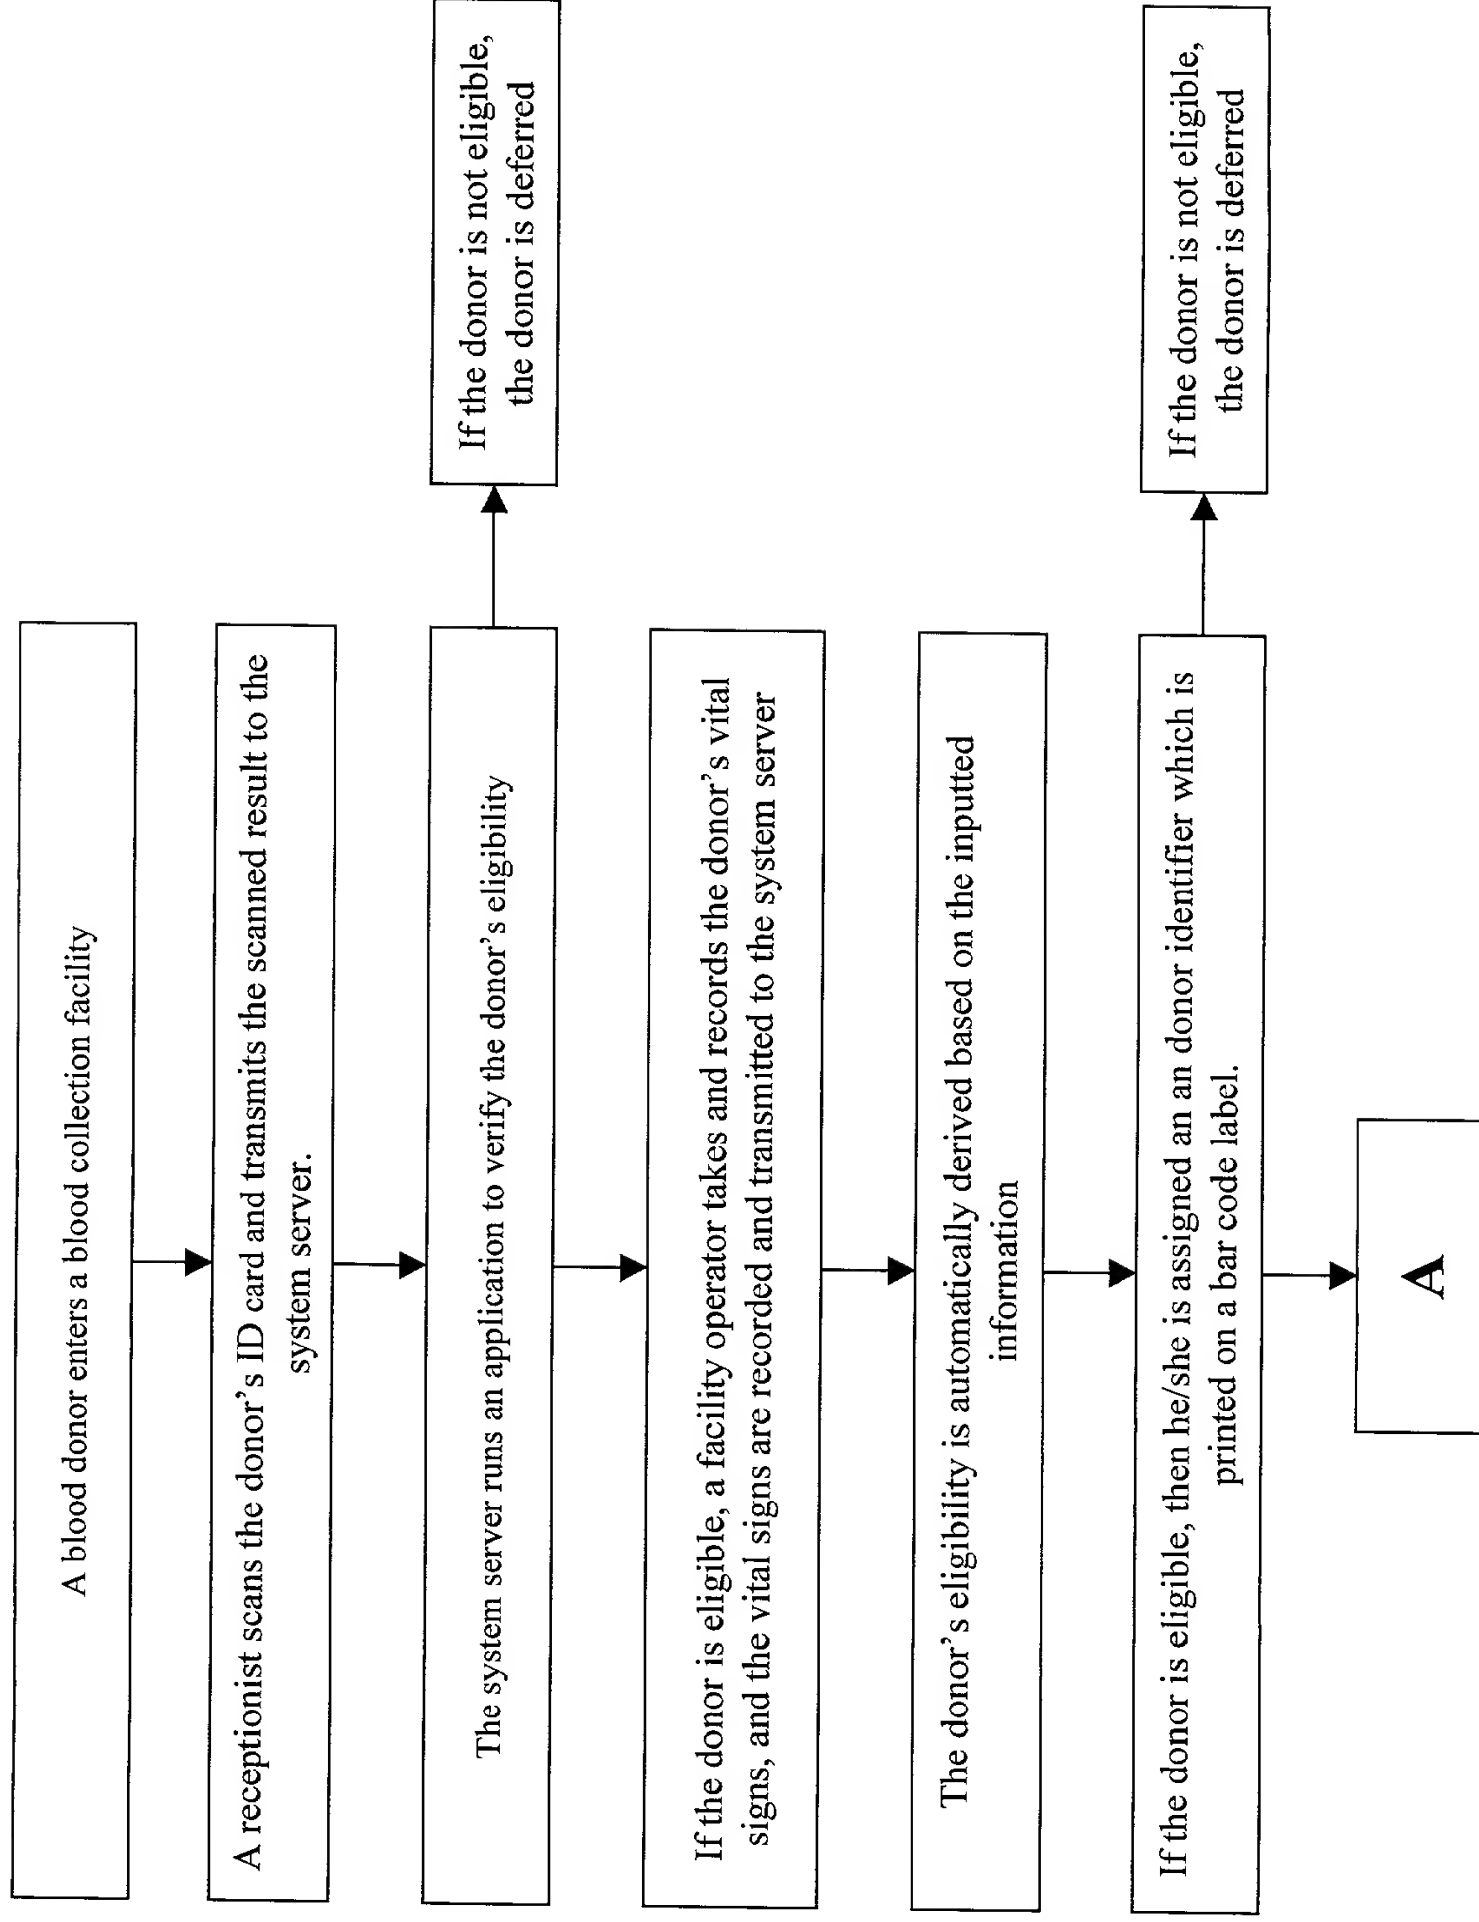 A blood donor enters a blood collection facility
A receptionist scans the donor's ID card and transmits the scanned result to the
system server.
The system server runs an application to verify the donor's eligibility
If the donor is not eligible,
the donor is deferred
If the donor is eligible, a facility operator takes and records the donor's vital
signs, and the vital signs are recorded and transmitted to the system server
The donor's eligibility is automatically derived based on the inputted
information
If the donor is eligible, then he/she is assigned an an donor identifier which is
printed on a bar code label.
If the donor is not eligible,
the donor is deferred
A